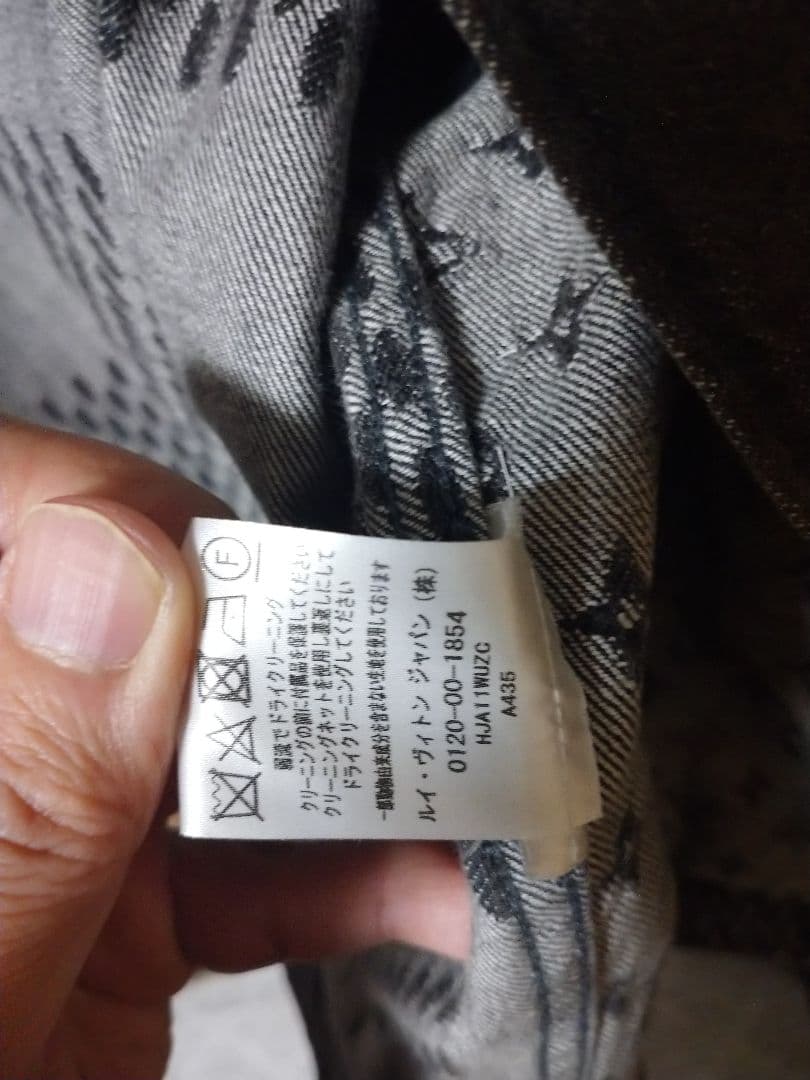 F
弱流でドライクリーニング
クリーニングの前に付属品を保護してください
クリーニングネットを使用し裏返しにして
ドライクリーニングしてください
一部動物由来成分を含まない生地を使用しております
ルイ・ヴィトン ジャパン (株)
0120-00-1854
HJA11WUZC
A435